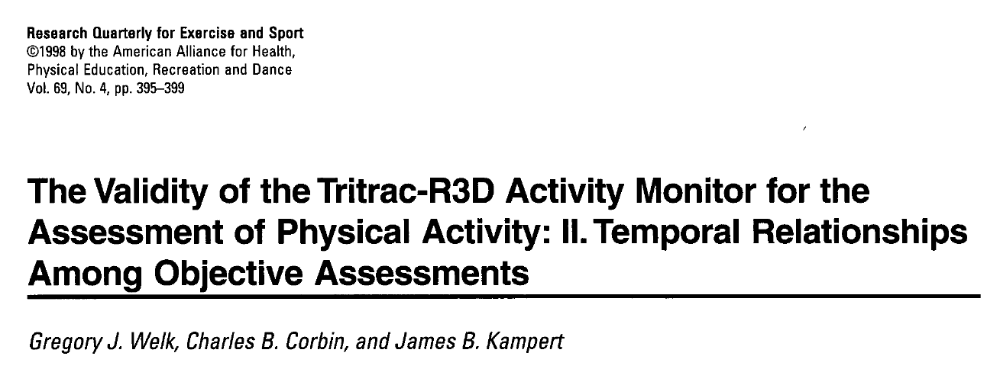 Research Quarterly for Exercise and Sport
©1998 by the American Alliance for Health,
Physical Education, Recreation and Dance
Vol. 69, No. 4, pp. 395–399
The Validity of the Tritrac-R3D Activity Monitor for the
Assessment of Physical Activity: II. Temporal Relationships
Among Objective Assessments
Gregory J. Welk, Charles B. Corbin, and James B. Kampert